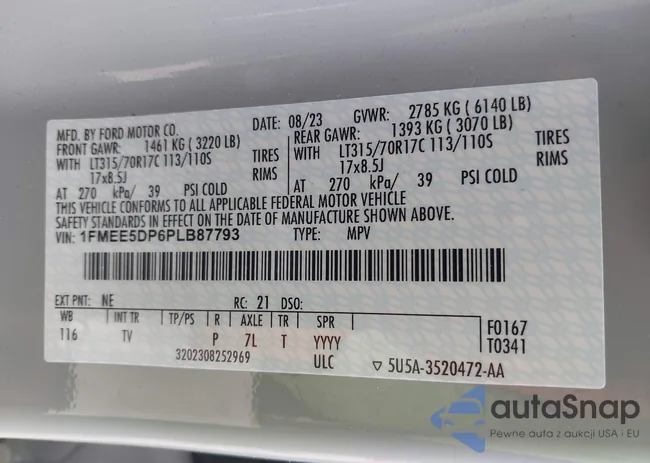 MFD. BY FORD MOTOR CO. DATE: 08/23 GVWR: 2785 KG ( 6140 LB)
FRONT GAWR: 1461 KG ( 3220 LB) REAR GAWR: 1393 KG ( 3070 LB)
WITH LT315/70R17C 113/110S TIRES WITH LT315/70R17C 113/110S TIRES
17x8.5J RIMS 17x8.5J RIMS
AT 270 kPa/ 39 PSI COLD AT 270 kPa/ 39 PSI COLD
THIS VEHICLE CONFORMS TO ALL APPLICABLE FEDERAL MOTOR VEHICLE
SAFETY STANDARDS IN EFFECT ON THE DATE OF MANUFACTURE SHOWN ABOVE.
VIN: 1FMEE5DP6PLB87793 TYPE: MPV
EXT PNT: NE RC: 21 DSO:
WB INT TR TP/PS R AXLE TR SPR F0167
116 TV P 7L T YYYY T0341
3202308252969 ULC ▽ 5U5A-3520472-AA
autaSnap
Pewne auta z aukcji USA i EU